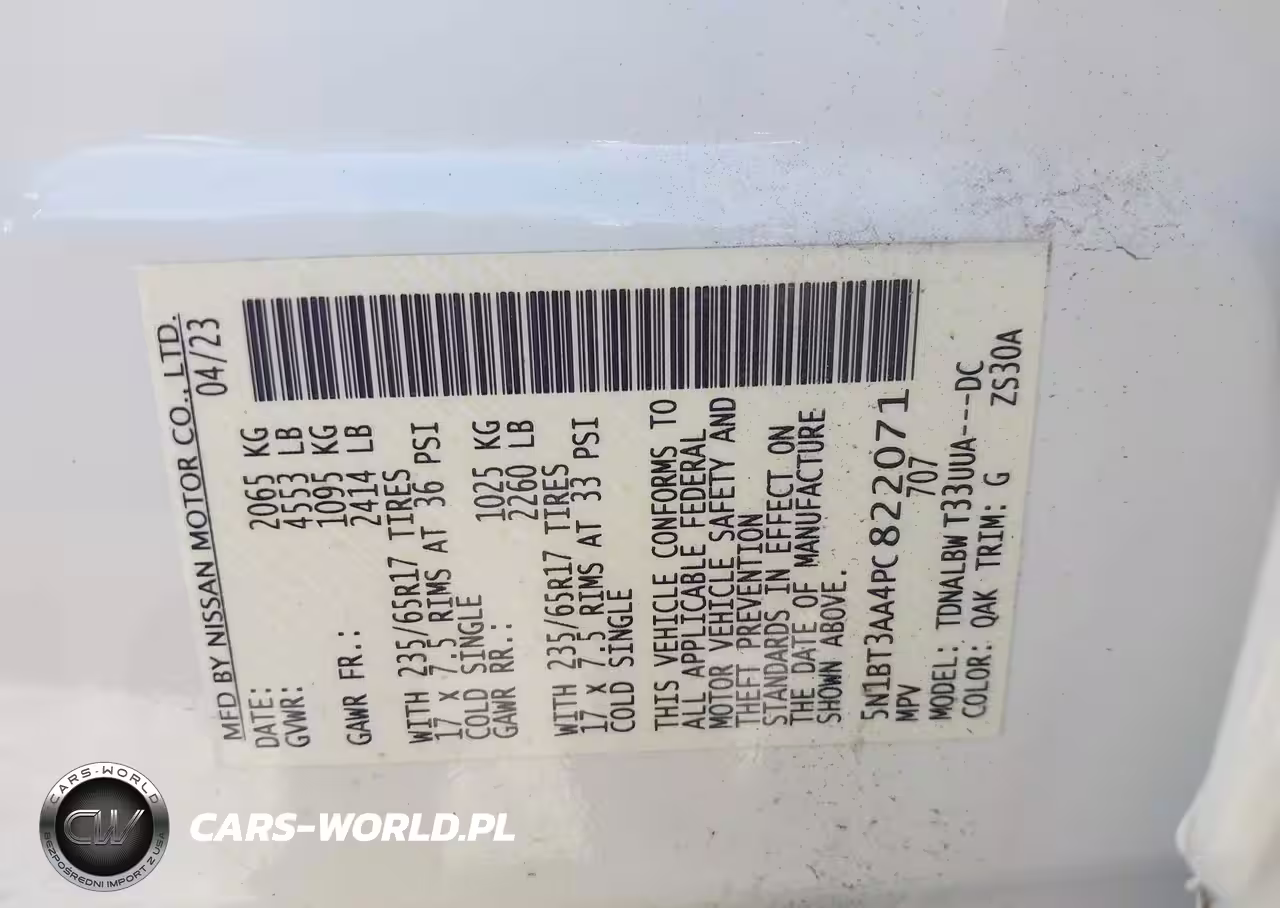 MFD BY NISSAN MOTOR CO., LTD.
DATE: 04/23
GVWR: 2065 KG
4553 LB
GAWR FR.: 1095 KG
2414 LB
WITH 235/65R17 TIRES
17 X 7.5 RIMS AT 36 PSI
COLD SINGLE
GAWR RR.: 1025 KG
2260 LB
WITH 235/65R17 TIRES
17 X 7.5 RIMS AT 33 PSI
COLD SINGLE
THIS VEHICLE CONFORMS TO
ALL APPLICABLE FEDERAL
MOTOR VEHICLE SAFETY AND
THEFT PREVENTION
STANDARDS IN EFFECT ON
THE DATE OF MANUFACTURE
SHOWN ABOVE.
5N1BT3AA4PC822071
MPV 707
MODEL: TDNALBW T33UUA---DC
COLOR: QAK TRIM: G ZS30A
CARS-WORLD
CW
BEZPOŚREDNI IMPORT Z USA
CARS-WORLD.PL